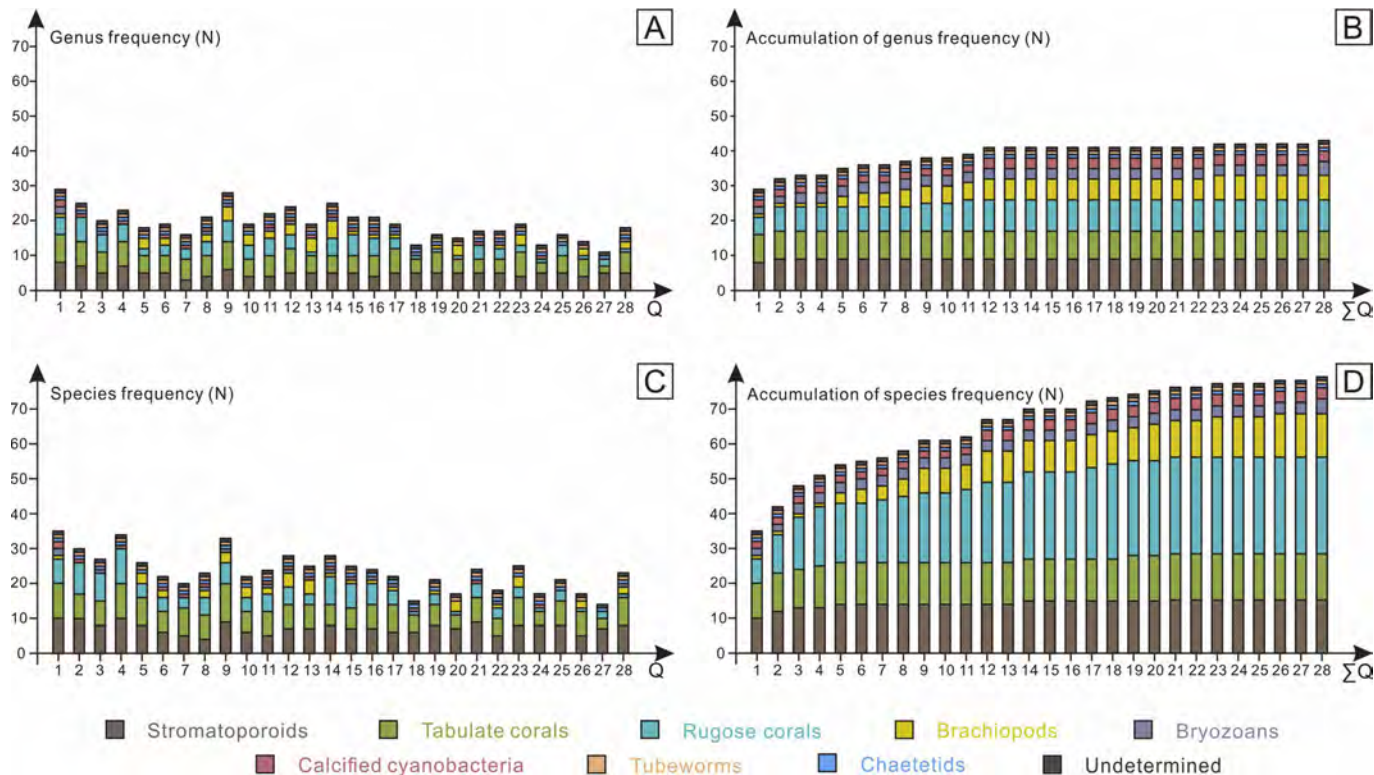 Genus frequency (N)
A
70
60
50
40
30
20
10
0
1 2 3 4 5 6 7 8 9 10 11 12 13 14 15 16 17 18 19 20 21 22 23 24 25 26 27 28
Q
Accumulation of genus frequency (N)
B
70
60
50
40
30
20
10
0
1 2 3 4 5 6 7 8 9 10 11 12 13 14 15 16 17 18 19 20 21 22 23 24 25 26 27 28
∑Q
Species frequency (N)
C
70
60
50
40
30
20
10
0
1 2 3 4 5 6 7 8 9 10 11 12 13 14 15 16 17 18 19 20 21 22 23 24 25 26 27 28
Q
Accumulation of species frequency (N)
D
70
60
50
40
30
20
10
0
1 2 3 4 5 6 7 8 9 10 11 12 13 14 15 16 17 18 19 20 21 22 23 24 25 26 27 28
∑Q
Stromatoporoids Tabulate corals Rugose corals Brachiopods Bryozoans
Calcified cyanobacteria Tubeworms Chaetetids Undetermined